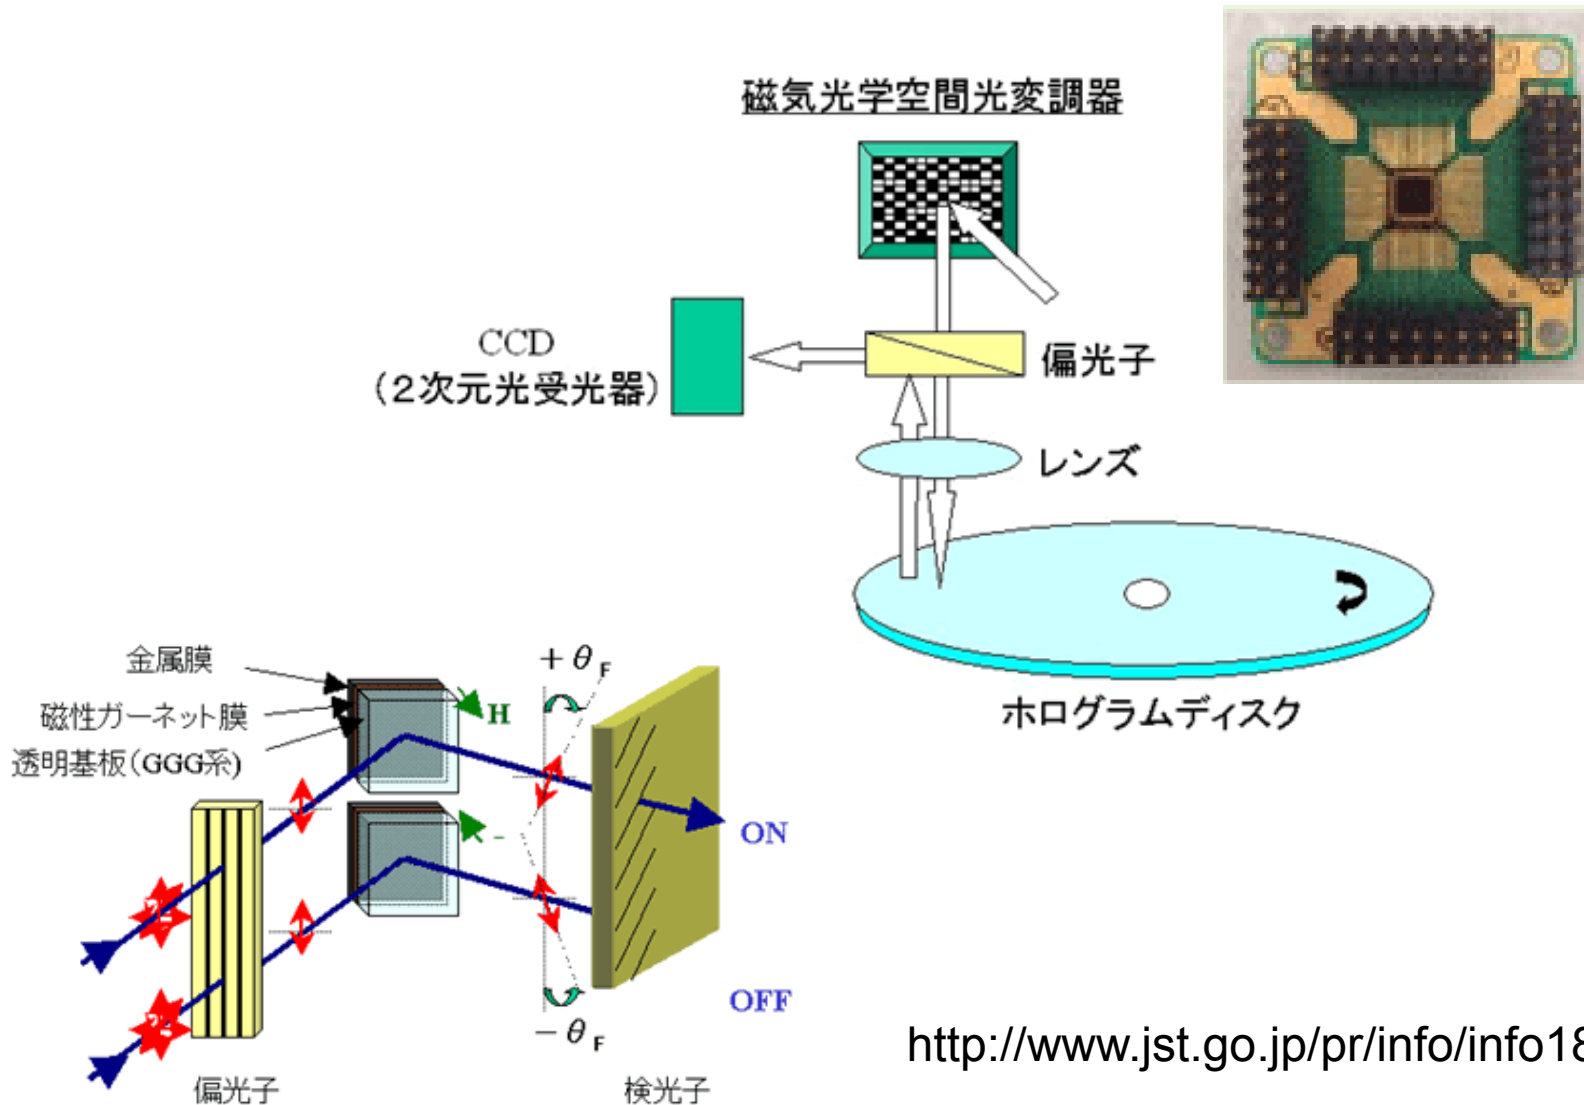 磁気光学空間光変調器
CCD
(２次元光受光器)
偏光子
レンズ
ホログラムディスク
金属膜
磁性ガーネット膜
透明基板(GGG系)
H
-
+θF
-θF
ON
OFF
偏光子
検光子
http://www.jst.go.jp/pr/info/info18